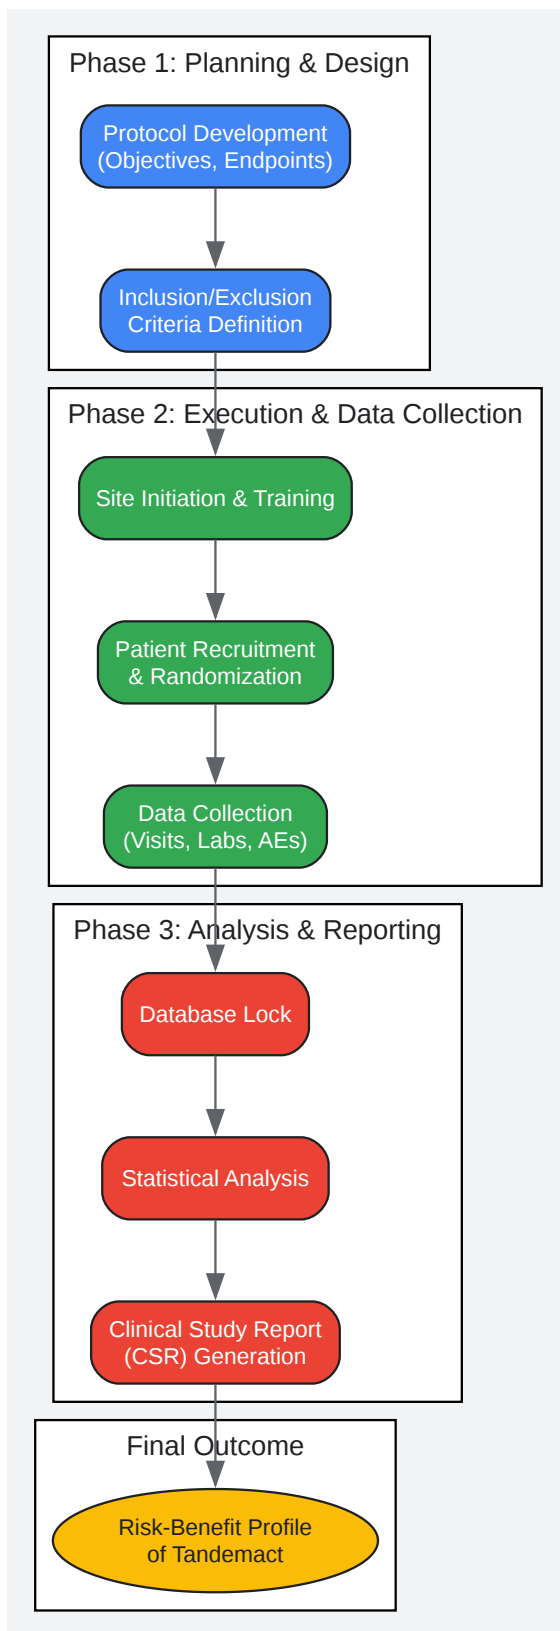 Phase 1: Planning & Design
Protocol Development
(Objectives, Endpoints)
Inclusion/Exclusion
Criteria Definition
Phase 2: Execution & Data Collection
Site Initiation & Training
Patient Recruitment
& Randomization
Data Collection
(Visits, Labs, AEs)
Phase 3: Analysis & Reporting
Database Lock
Statistical Analysis
Clinical Study Report
(CSR) Generation
Final Outcome
Risk-Benefit Profile
of Tandemact